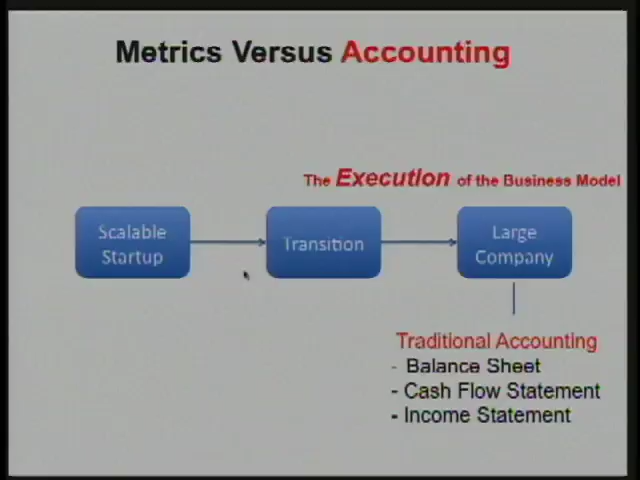 Metrics Versus Accounting
The Execution of the Business Model
Scalable
Startup
Transition
Large
Company
Traditional Accounting
- Balance Sheet
- Cash Flow Statement
- Income Statement